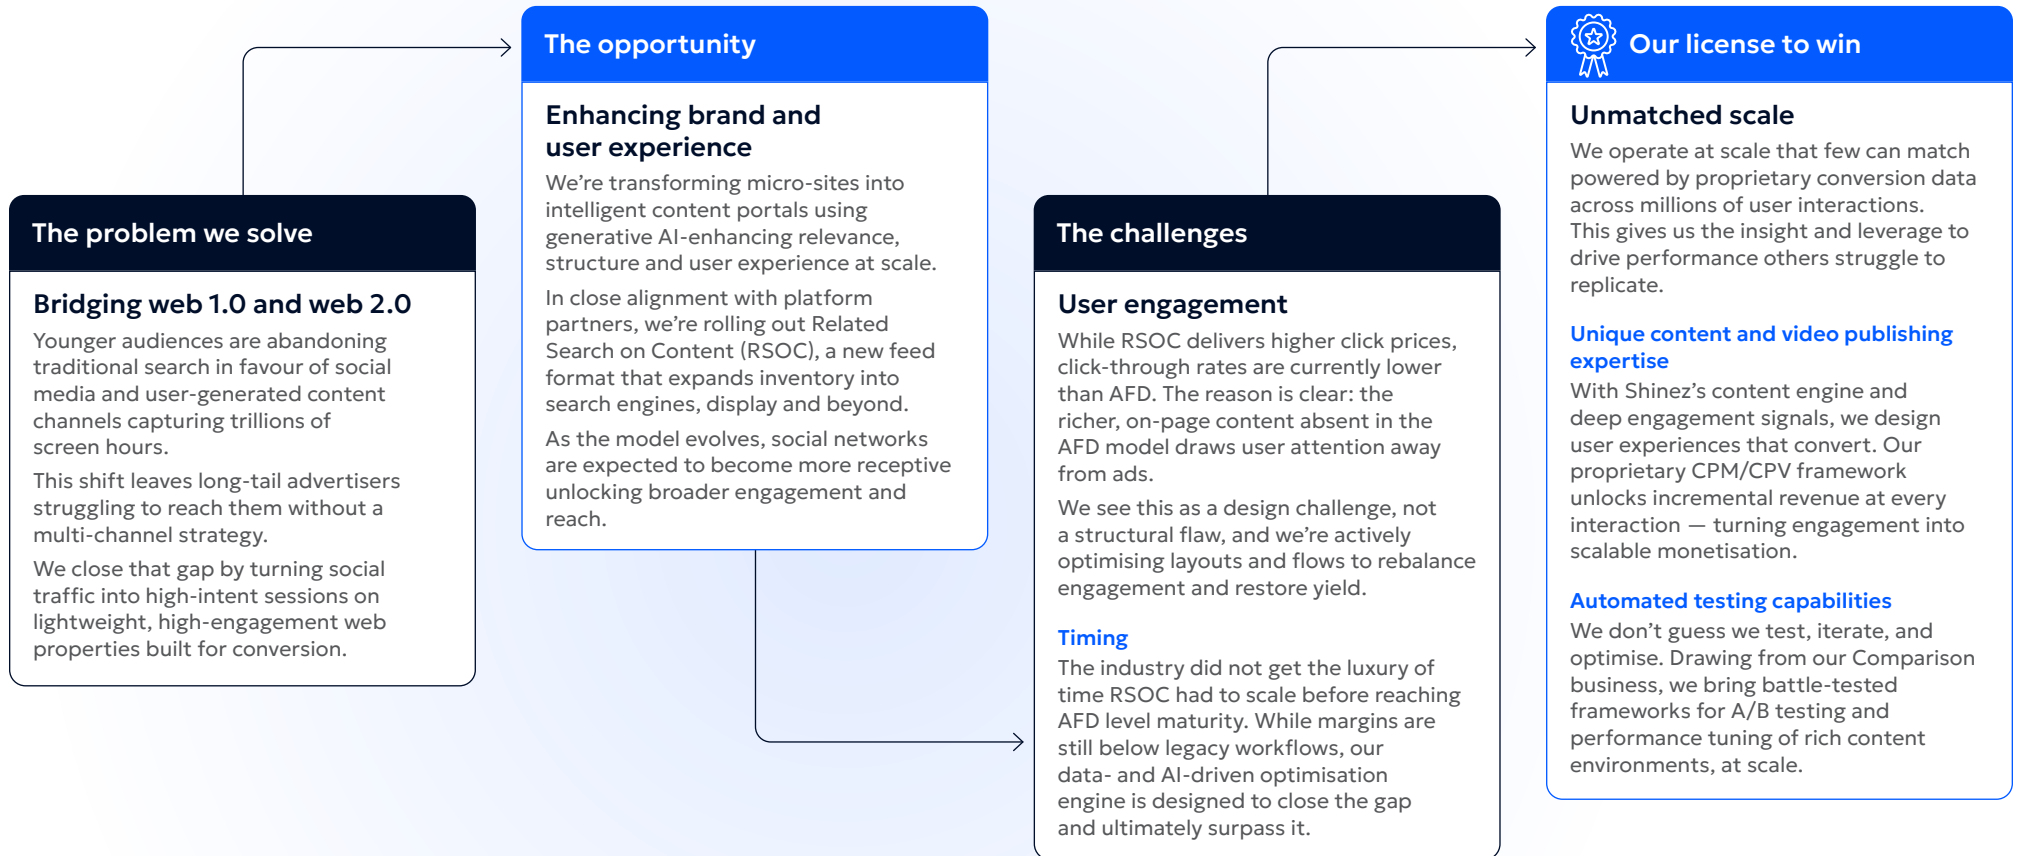 The problem we solve
Bridging web 1.0 and web 2.0
Younger audiences are abandoning
traditional search in favour of social
media and user-generated content
channels capturing trillions of
screen hours.
This shift leaves long-tail advertisers
struggling to reach them without a
multi-channel strategy.
We close that gap by turning social
traffic into high-intent sessions on
lightweight, high-engagement web
properties built for conversion.
The opportunity
Enhancing brand and
user experience
We’re transforming micro-sites into
intelligent content portals using
generative AI-enhancing relevance,
structure and user experience at scale.
In close alignment with platform
partners, we’re rolling out Related
Search on Content (RSOC), a new feed
format that expands inventory into
search engines, display and beyond.
As the model evolves, social networks
are expected to become more receptive
unlocking broader engagement and
reach.
The challenges
User engagement
While RSOC delivers higher click prices,
click-through rates are currently lower
than AFD. The reason is clear: the
richer, on-page content absent in the
AFD model draws user attention away
from ads.
We see this as a design challenge, not
a structural flaw, and we’re actively
optimising layouts and flows to rebalance
engagement and restore yield.
Timing
The industry did not get the luxury of
time RSOC had to scale before reaching
AFD level maturity. While margins are
still below legacy workflows, our
data- and AI-driven optimisation
engine is designed to close the gap
and ultimately surpass it.
Our license to win
Unmatched scale
We operate at scale that few can match
powered by proprietary conversion data
across millions of user interactions.
This gives us the insight and leverage to
drive performance others struggle to
replicate.
Unique content and video publishing
expertise
With Shinez’s content engine and
deep engagement signals, we design
user experiences that convert. Our
proprietary CPM/CPV framework
unlocks incremental revenue at every
interaction — turning engagement into
scalable monetisation.
Automated testing capabilities
We don’t guess we test, iterate, and
optimise. Drawing from our Comparison
business, we bring battle-tested
frameworks for A/B testing and
performance tuning of rich content
environments, at scale.